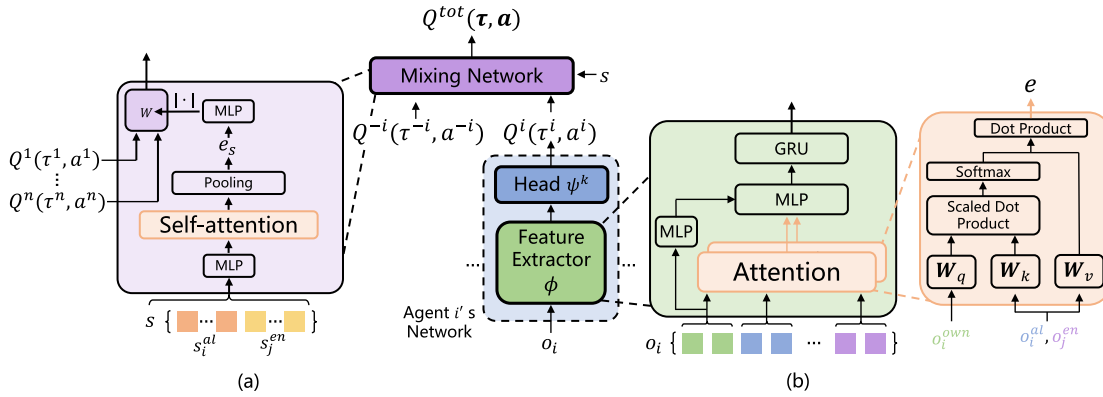 Q^{tot}(τ, a)
Mixing Network
s
Q^{-i}(τ^{-i}, a^{-i})
Q^i(τ^i, a^i)
W
|·|
MLP
e_s
Pooling
Self-attention
MLP
Q^1(τ^1, a^1)
⋮
Q^n(τ^n, a^n)
s { ... ... }
s_i^{al}
s_j^{en}
(a)
Head ψ^k
Feature
Extractor
ϕ
...
...
Agent i′ s
Network
o_i
GRU
MLP
MLP
Attention
o_i { ... }
(b)
e
Dot Product
Softmax
Scaled Dot
Product
W_q
W_k
W_v
o_i^{own}
o_i^{al}, o_j^{en}